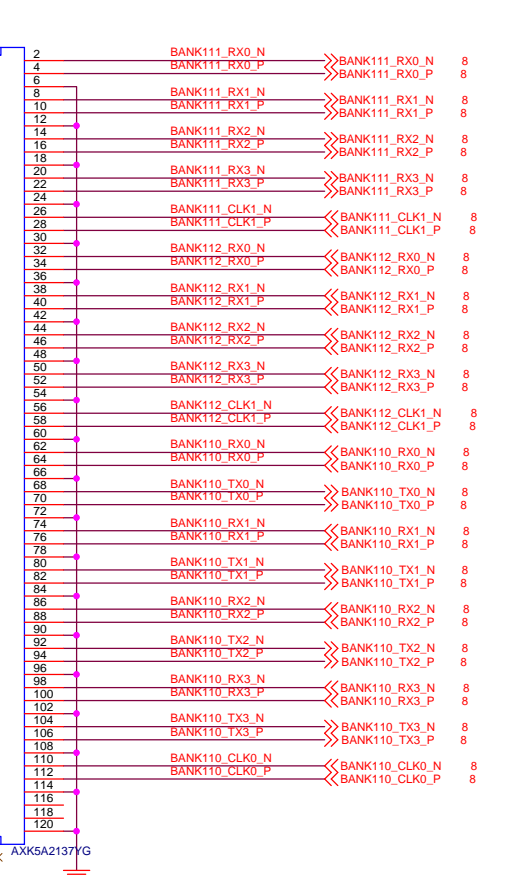 2 BANK111_RX0_N BANK111_RX0_N 8
4 BANK111_RX0_P BANK111_RX0_P 8
6
8 BANK111_RX1_N BANK111_RX1_N 8
10 BANK111_RX1_P BANK111_RX1_P 8
12
14 BANK111_RX2_N BANK111_RX2_N 8
16 BANK111_RX2_P BANK111_RX2_P 8
18
20 BANK111_RX3_N BANK111_RX3_N 8
22 BANK111_RX3_P BANK111_RX3_P 8
24
26 BANK111_CLK1_N BANK111_CLK1_N 8
28 BANK111_CLK1_P BANK111_CLK1_P 8
30
32 BANK112_RX0_N BANK112_RX0_N 8
34 BANK112_RX0_P BANK112_RX0_P 8
36
38 BANK112_RX1_N BANK112_RX1_N 8
40 BANK112_RX1_P BANK112_RX1_P 8
42
44 BANK112_RX2_N BANK112_RX2_N 8
46 BANK112_RX2_P BANK112_RX2_P 8
48
50 BANK112_RX3_N BANK112_RX3_N 8
52 BANK112_RX3_P BANK112_RX3_P 8
54
56 BANK112_CLK1_N BANK112_CLK1_N 8
58 BANK112_CLK1_P BANK112_CLK1_P 8
60
62 BANK110_RX0_N BANK110_RX0_N 8
64 BANK110_RX0_P BANK110_RX0_P 8
66
68 BANK110_TX0_N BANK110_TX0_N 8
70 BANK110_TX0_P BANK110_TX0_P 8
72
74 BANK110_RX1_N BANK110_RX1_N 8
76 BANK110_RX1_P BANK110_RX1_P 8
78
80 BANK110_TX1_N BANK110_TX1_N 8
82 BANK110_TX1_P BANK110_TX1_P 8
84
86 BANK110_RX2_N BANK110_RX2_N 8
88 BANK110_RX2_P BANK110_RX2_P 8
90
92 BANK110_TX2_N BANK110_TX2_N 8
94 BANK110_TX2_P BANK110_TX2_P 8
96
98 BANK110_RX3_N BANK110_RX3_N 8
100 BANK110_RX3_P BANK110_RX3_P 8
102
104 BANK110_TX3_N BANK110_TX3_N 8
106 BANK110_TX3_P BANK110_TX3_P 8
108
110 BANK110_CLK0_N BANK110_CLK0_N 8
112 BANK110_CLK0_P BANK110_CLK0_P 8
114
116
118
120
AXK5A2137YG